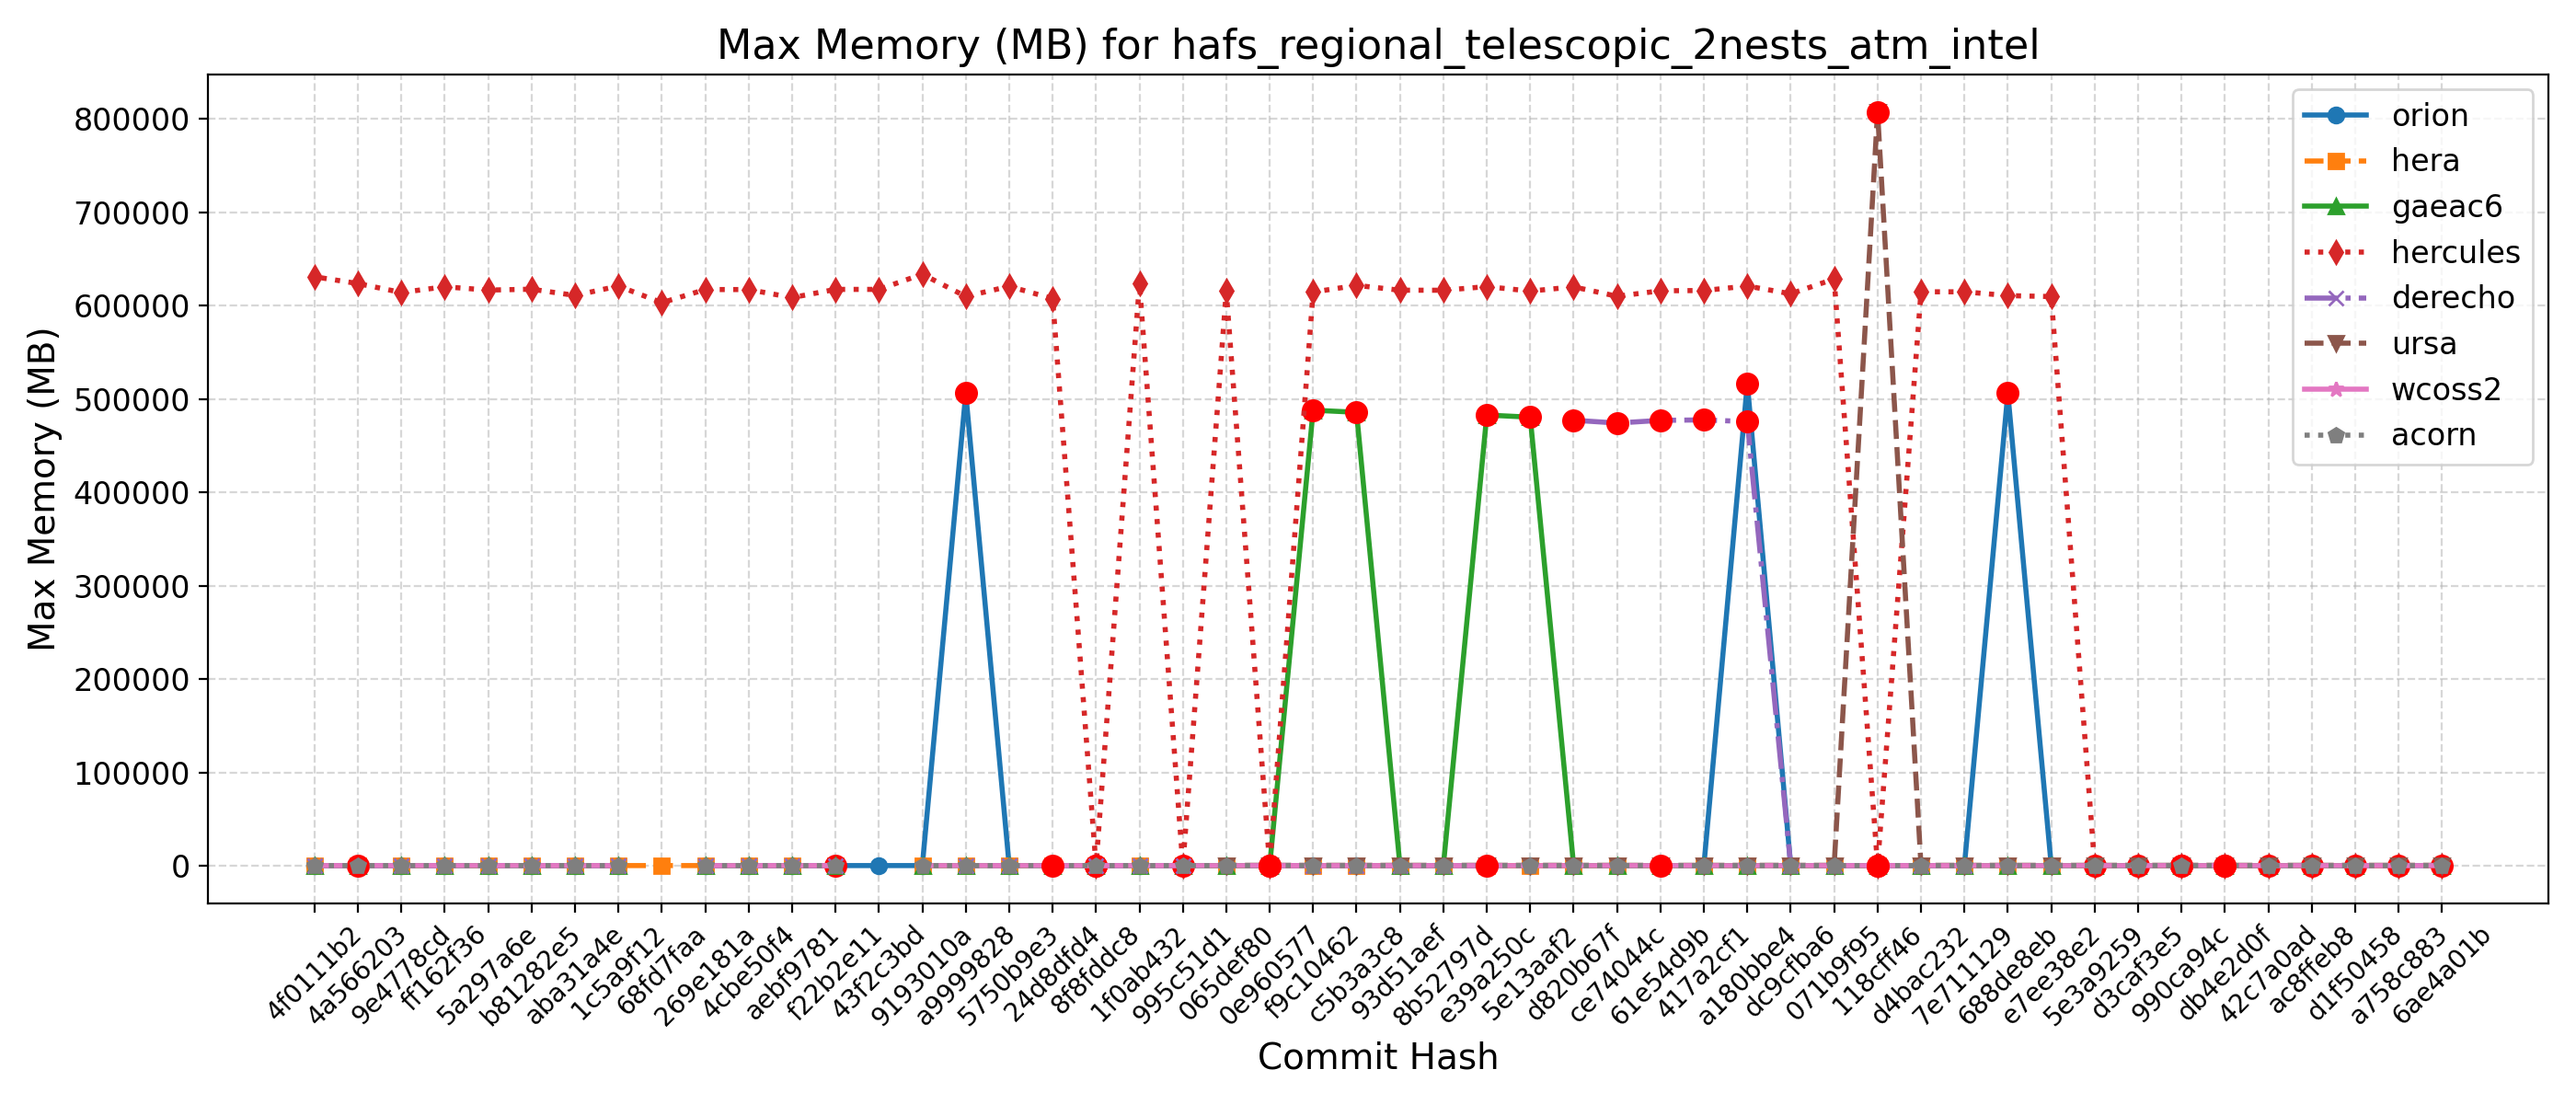 Max Memory (MB) for hafs_regional_telescopic_2nests_atm_intel
Max Memory (MB)
800000
700000
600000
500000
400000
300000
200000
100000
0
orion
hera
gaeac6
hercules
derecho
ursa
wcoss2
acorn
4f0111b2
4a566203
9e4778cd
ff162f36
5a297a6e
b81282e5
aba31a4e
1c5a9f12
68fd7faa
269e181a
4cbe50f4
aebf9781
f22b2e11
43f2c3bd
9193010a
a9999828
5750b9e3
24d8dfd4
8f8fddc8
1f0ab432
995c51d1
065def80
0e960577
f9c10462
c5b3a3c8
93d51aef
8b52797d
e39a250c
5e13aaf2
d820b67f
ce74044c
61e54d9b
417a2cf1
a180bbe4
dc9cfba6
071b9f95
118cff46
d4bac232
7e711129
688de8eb
e7ee38e2
5e3a9259
d3caf3e5
990ca94c
db4e2d0f
42c7a0ad
ac8ffeb8
d1f50458
a758c883
6ae4a01b
Commit Hash